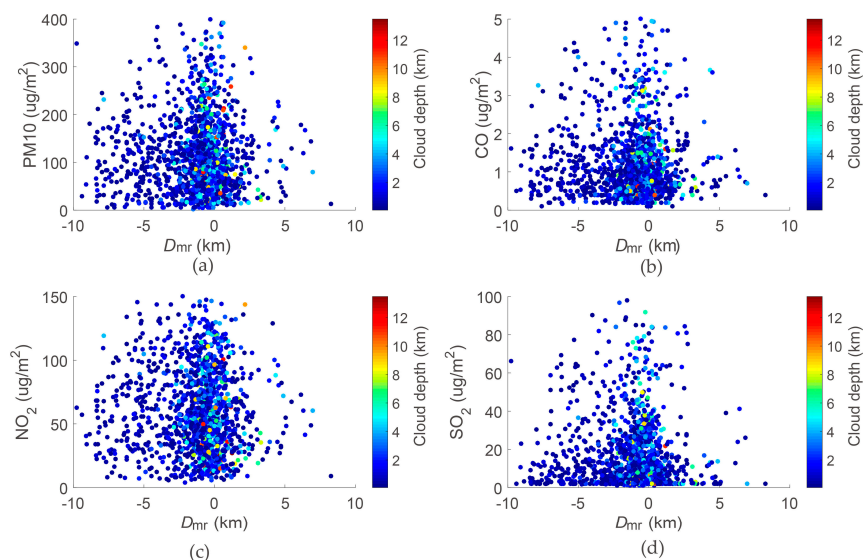 400
300
200
100
0
PM10 (ug/m²)
-10 -5 0 5 10
Dmr (km)
(a)
12
10
8
6
4
2
Cloud depth (km)
5
4
3
2
1
0
CO (ug/m²)
-10 -5 0 5 10
Dmr (km)
(b)
12
10
8
6
4
2
Cloud depth (km)
150
100
50
0
NO₂ (ug/m²)
-10 -5 0 5 10
Dmr (km)
(c)
12
10
8
6
4
2
Cloud depth (km)
100
80
60
40
20
0
SO₂ (ug/m²)
-10 -5 0 5 10
Dmr (km)
(d)
12
10
8
6
4
2
Cloud depth (km)